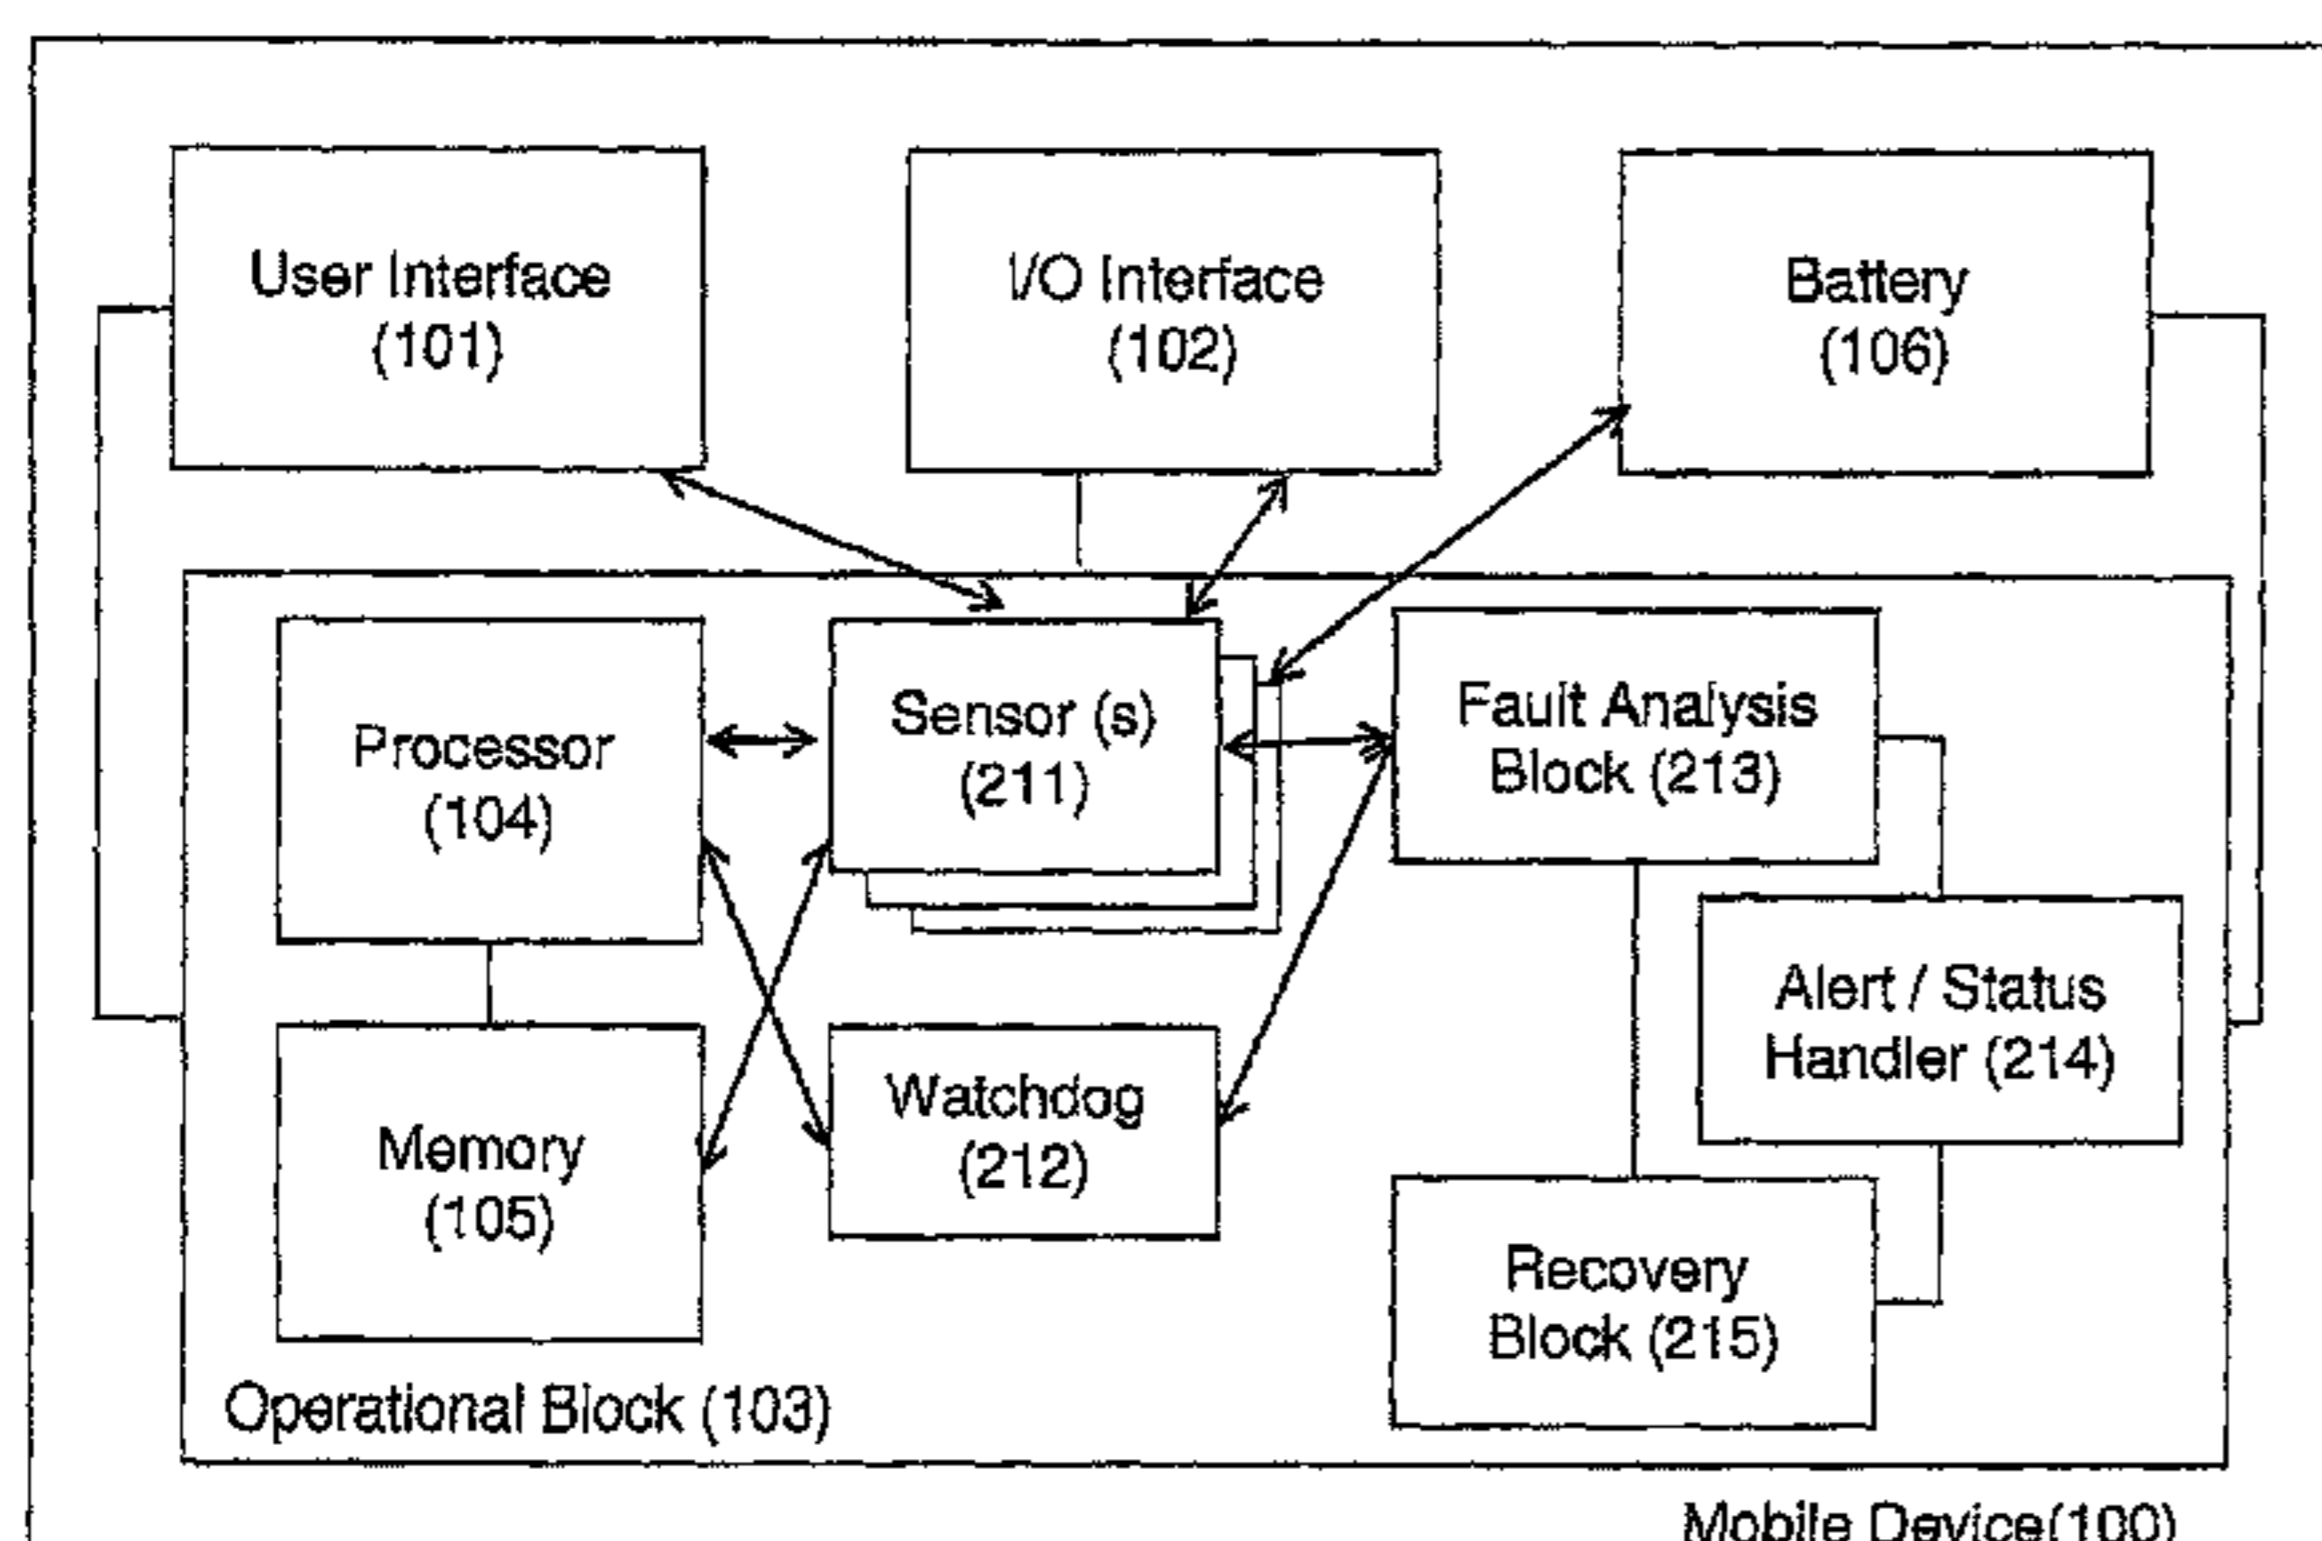 User Interface
(101)
I/O Interface
(102)
Battery
(106)
Processor
(104)
Sensor (s)
(211)
Fault Analysis
Block (213)
Alert / Status
Handler (214)
Memory
(105)
Watchdog
(212)
Recovery
Block (215)
Operational Block (103)
Mobile Device(100)